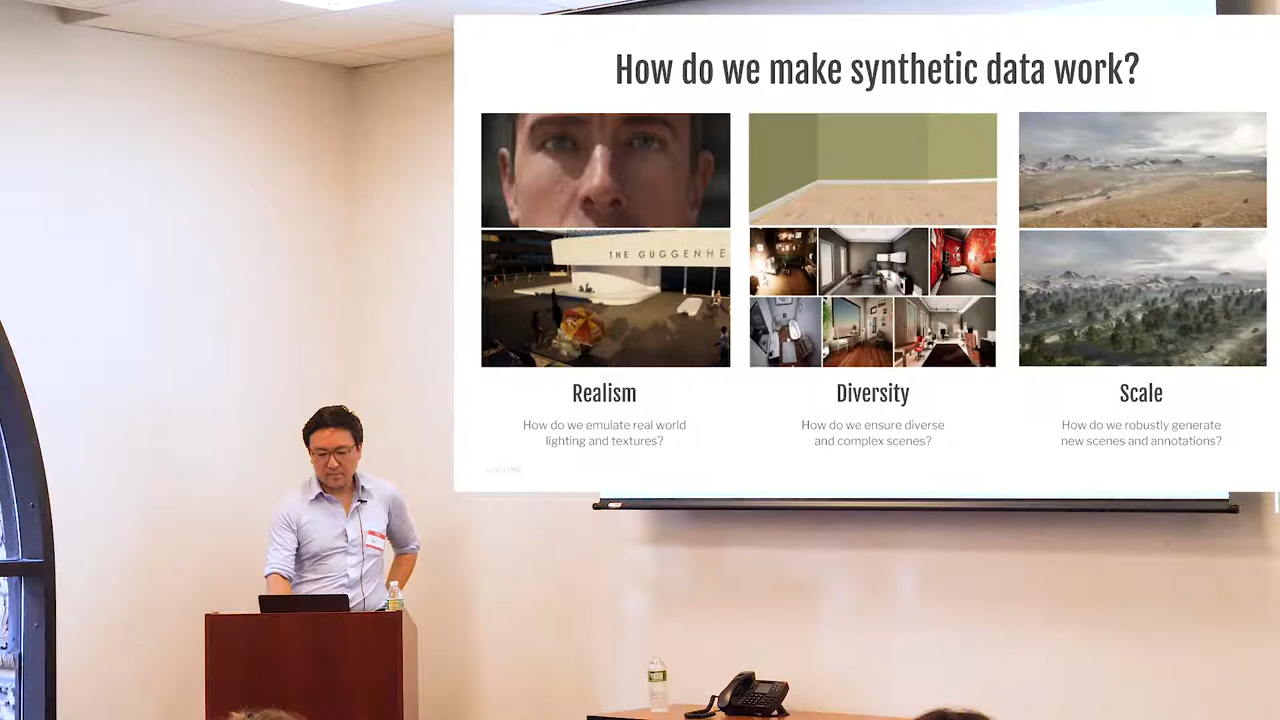 How do we make synthetic data work?
THE GUGGENHE
Realism
How do we emulate real world
lighting and textures?
Diversity
How do we ensure diverse
and complex scenes?
Scale
How do we robustly generate
new scenes and annotations?